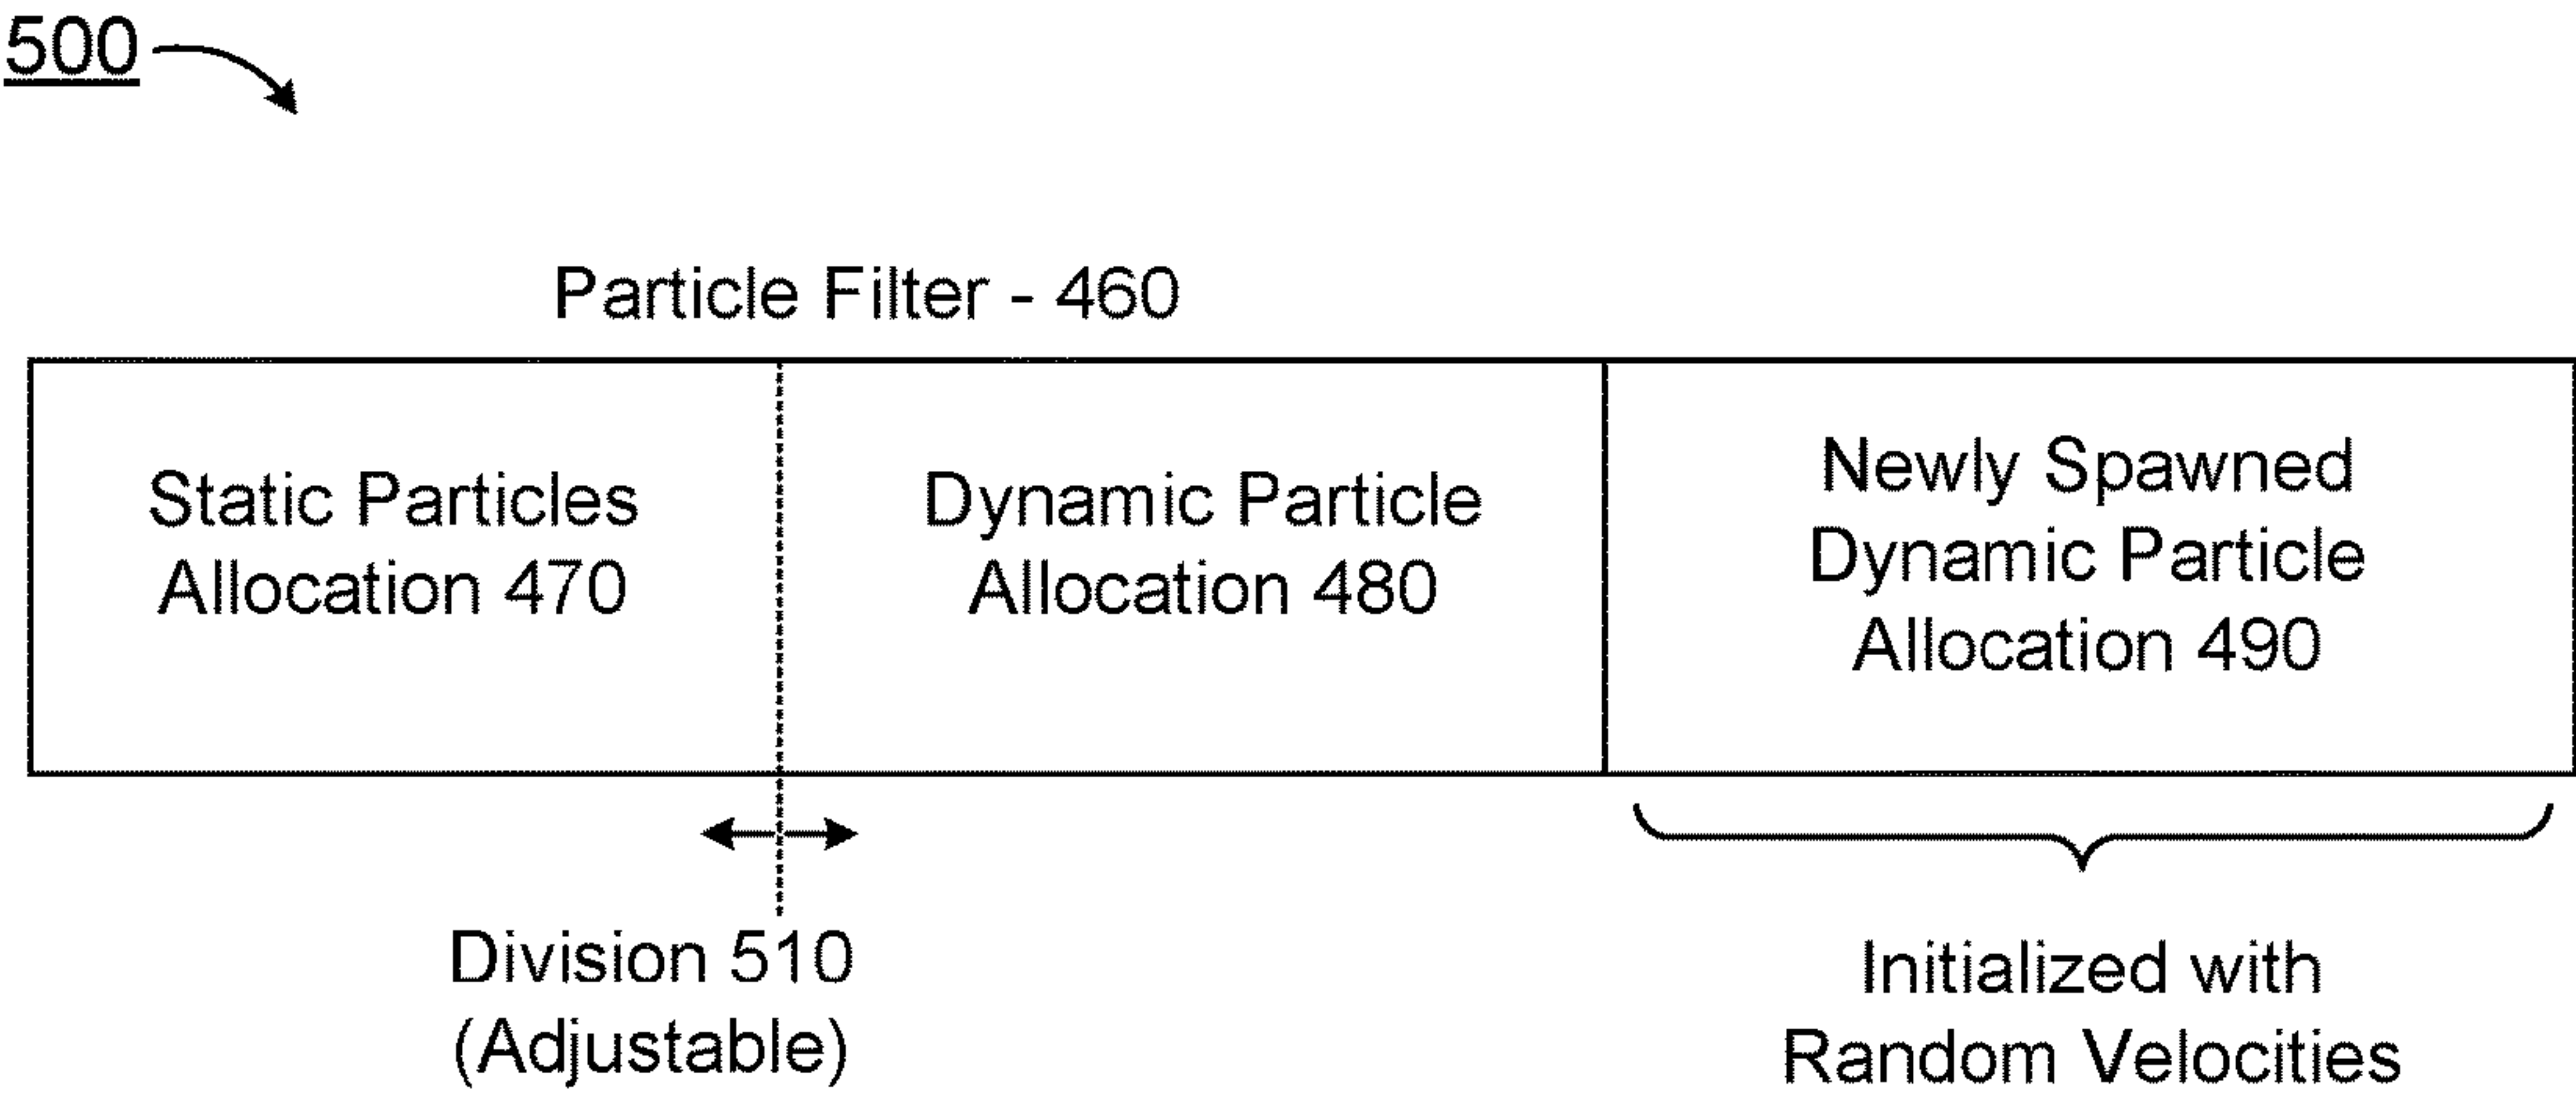 500
Particle Filter - 460
Static Particles
Allocation 470
Dynamic Particle
Allocation 480
Newly Spawned
Dynamic Particle
Allocation 490
Division 510
(Adjustable)
Initialized with
Random Velocities